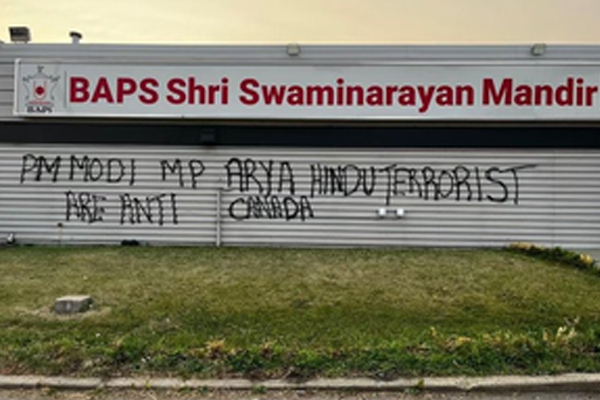 BAPS Shri Swaminarayan Mandir
BAPS
PM MODI MP ARYA HINDU TERRORIST
ARE ANTI CANADA